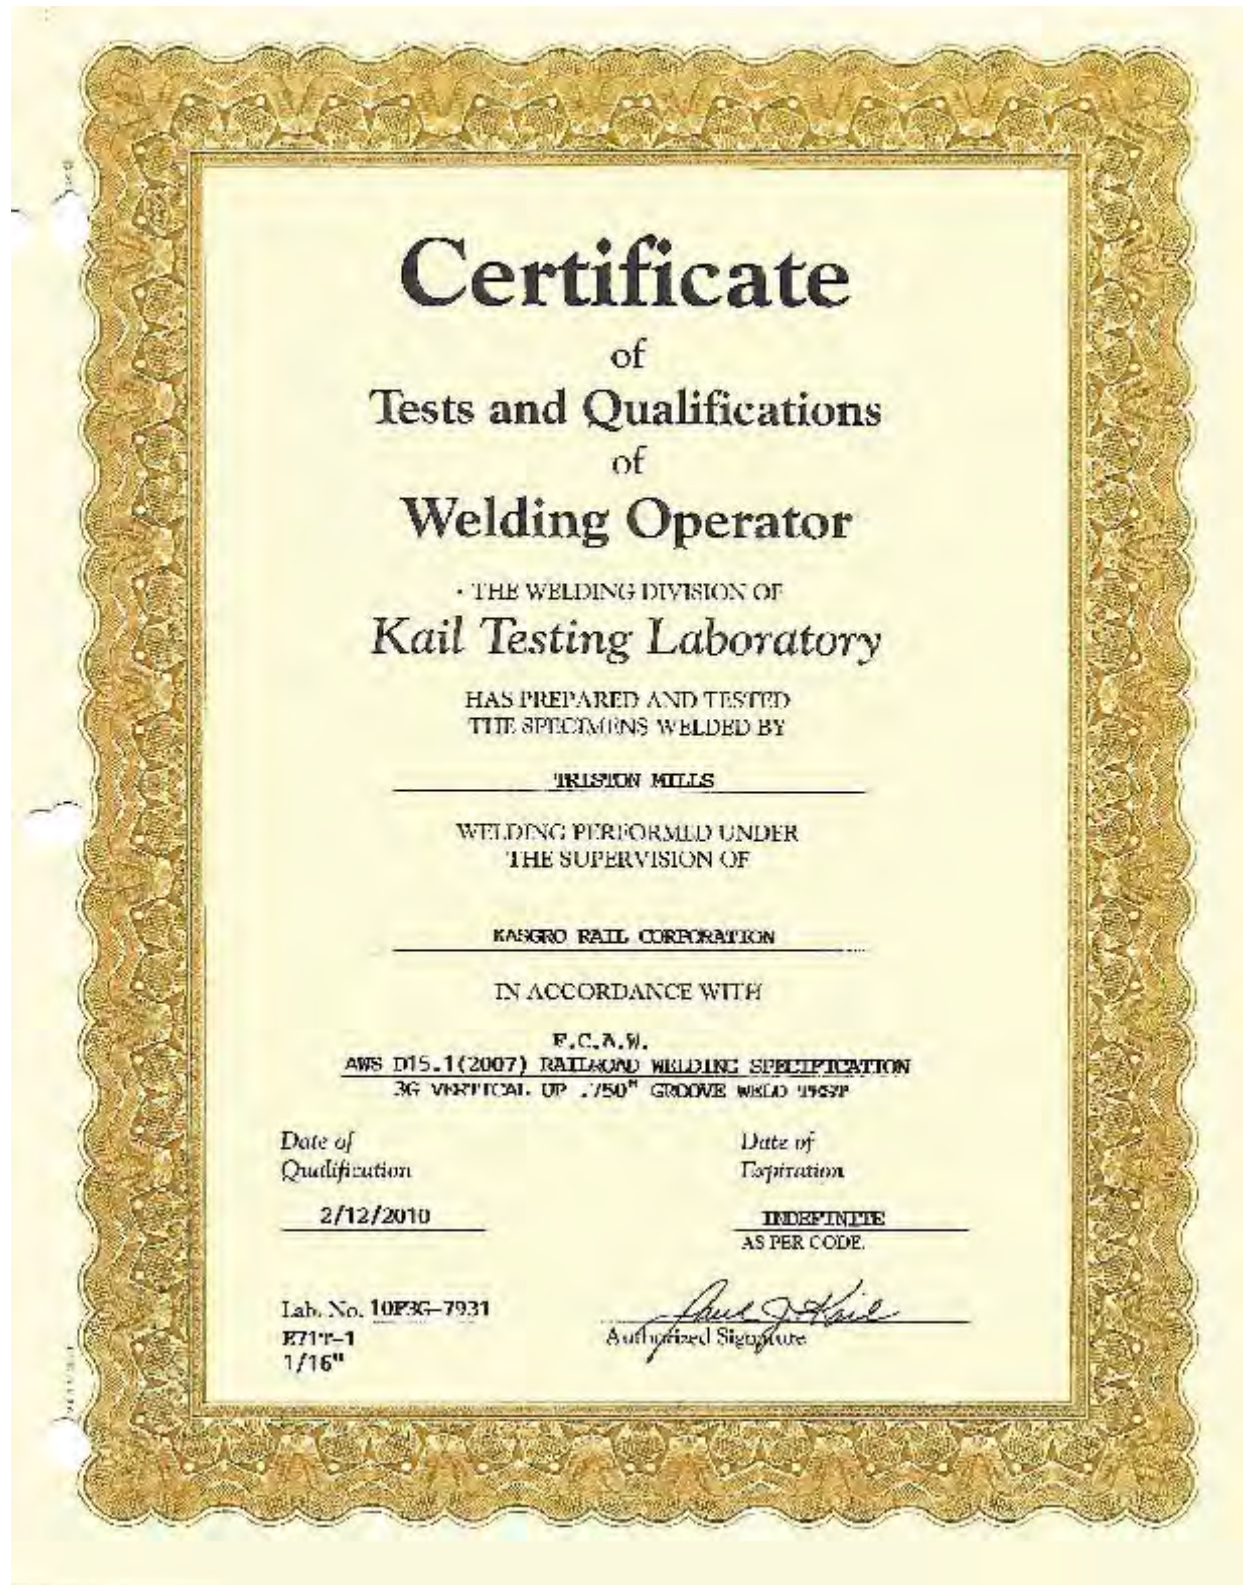 Certificate
of
Tests and Qualifications
of
Welding Operator
· THE WELDING DIVISION OF
Kail Testing Laboratory
HAS PREPARED AND TESTED
THE SPECIMENS WELDED BY
TRISTON MILLS
WELDING PERFORMED UNDER
THE SUPERVISION OF
KASGRO RAIL CORPORATION
IN ACCORDANCE WITH
F.C.A.W.
AWS D15.1(2007) RAILROAD WELDING SPECIFICATION
3G VERTICAL UP .750" GROOVE WELD TEST
Date of Qualification
2/12/2010
Date of Expiration
INDEFINITE
AS PER CODE.
Lab. No. 10F3G-7931
E71T-1
1/16"
Paul J. Kail
Authorized Signature